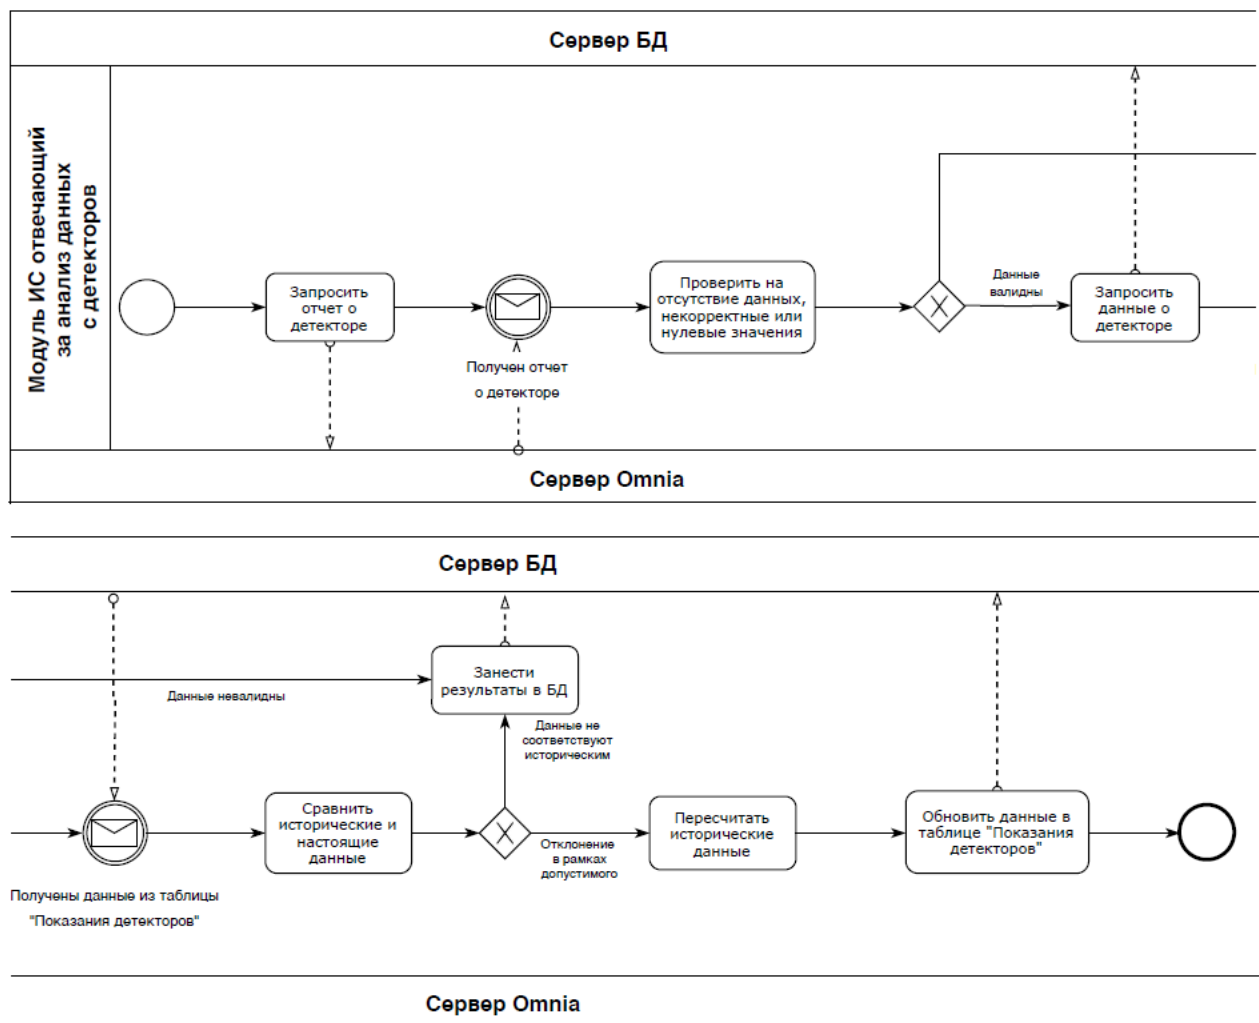 Сервер БД
Модуль ИС отвечающий
за анализ данных
с детекторов
Запросить
отчет о
детекторе
Получен отчет
о детекторе
Проверить на
отсутствие данных,
некорректные или
нулевые значения
X
Данные
валидны
Запросить
данные о
детекторе
Сервер Omnia
Сервер БД
Данные невалидны
Занести
результаты в БД
Данные не
соответствуют
историческим
Получены данные из таблицы
"Показания детекторов"
Сравнить
исторические и
настоящие
данные
X
Отклонение
в рамках
допустимого
Пересчитать
исторические
данные
Обновить данные в
таблице "Показания
детекторов"
Сервер Omnia